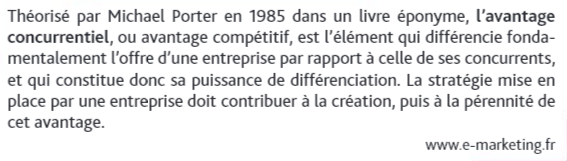 Théorisé par Michael Porter en 1985 dans un livre éponyme, l'avantage
concurrentiel, ou avantage compétitif, est l'élément qui différencie fonda-
mentalement l'offre d'une entreprise par rapport à celle de ses concurrents,
et qui constitue donc sa puissance de différenciation. La stratégie mise en
place par une entreprise doit contribuer à la création, puis à la pérennité de
cet avantage.
www.e-marketing.fr